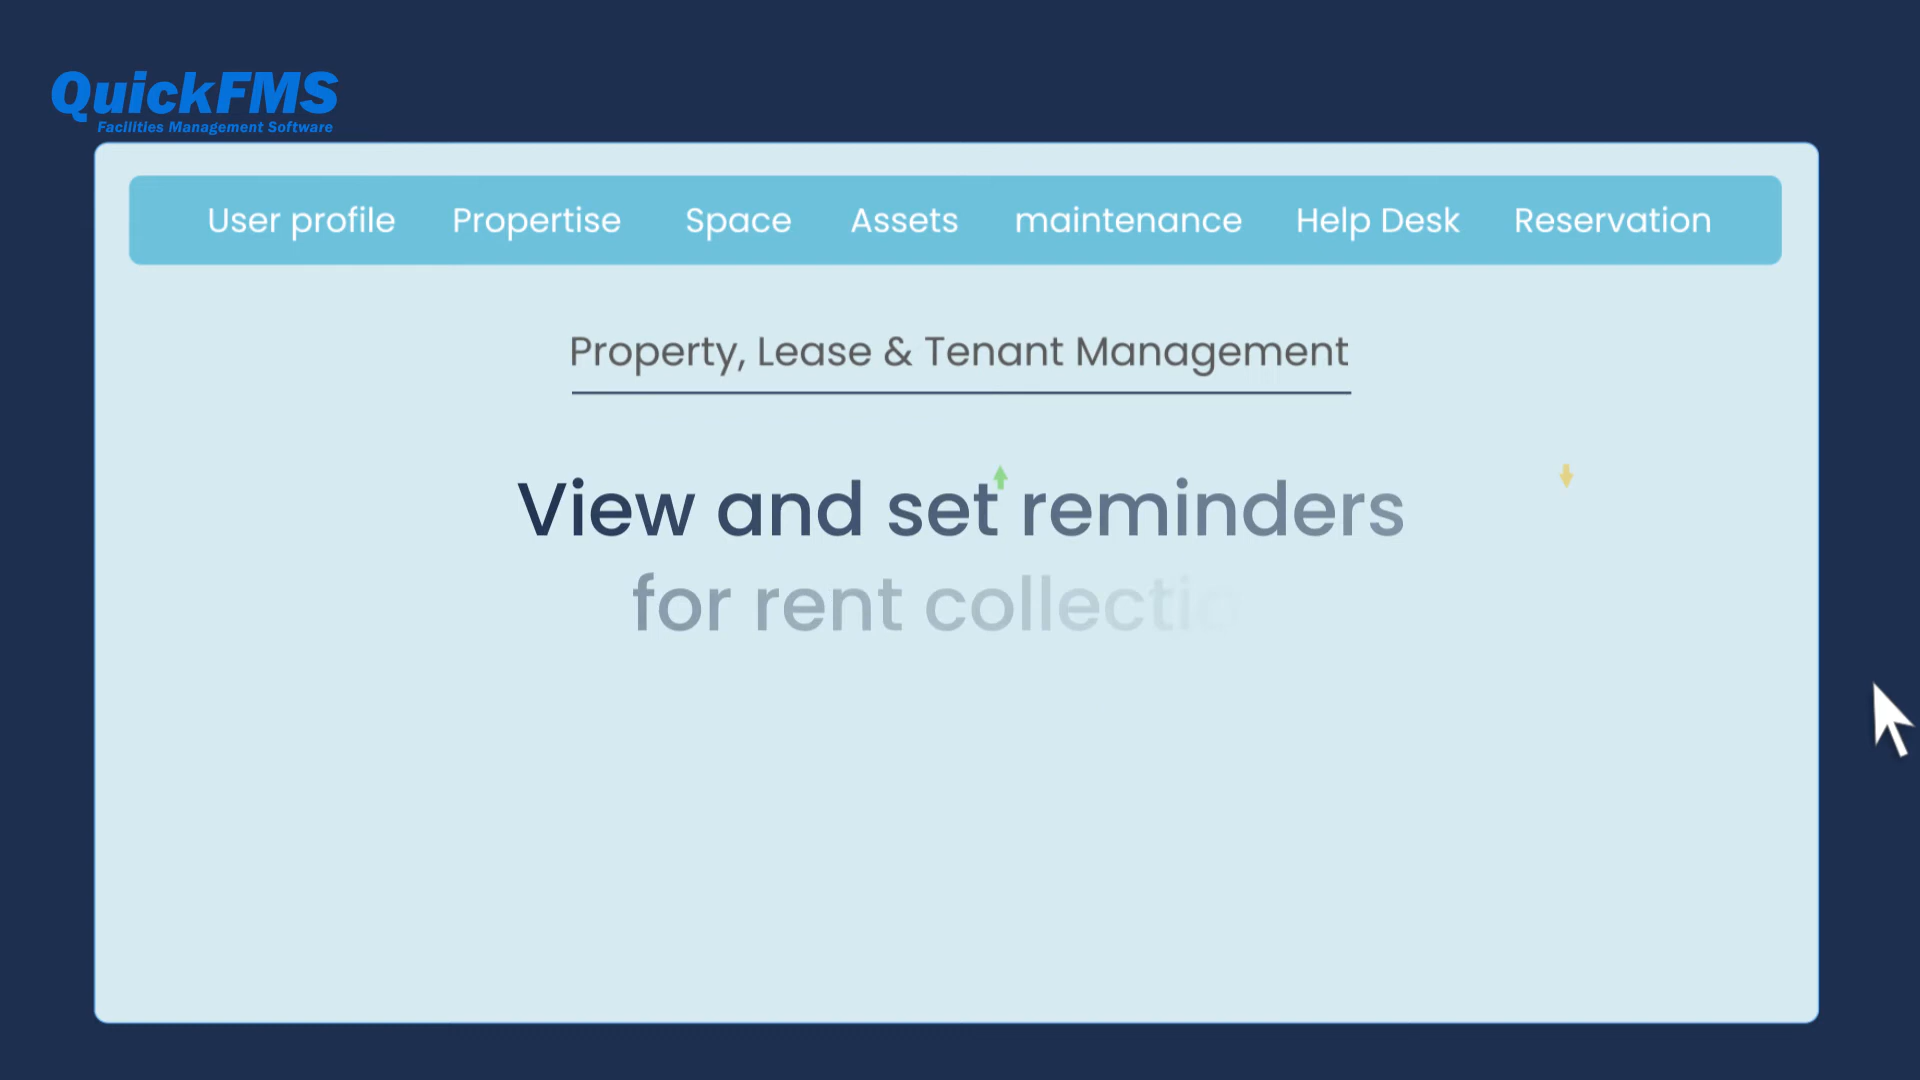 QuickFMS
Facilities Management Software
User profile Propertise Space Assets maintenance Help Desk Reservation
Property, Lease & Tenant Management
View and set reminders
for rent collectio